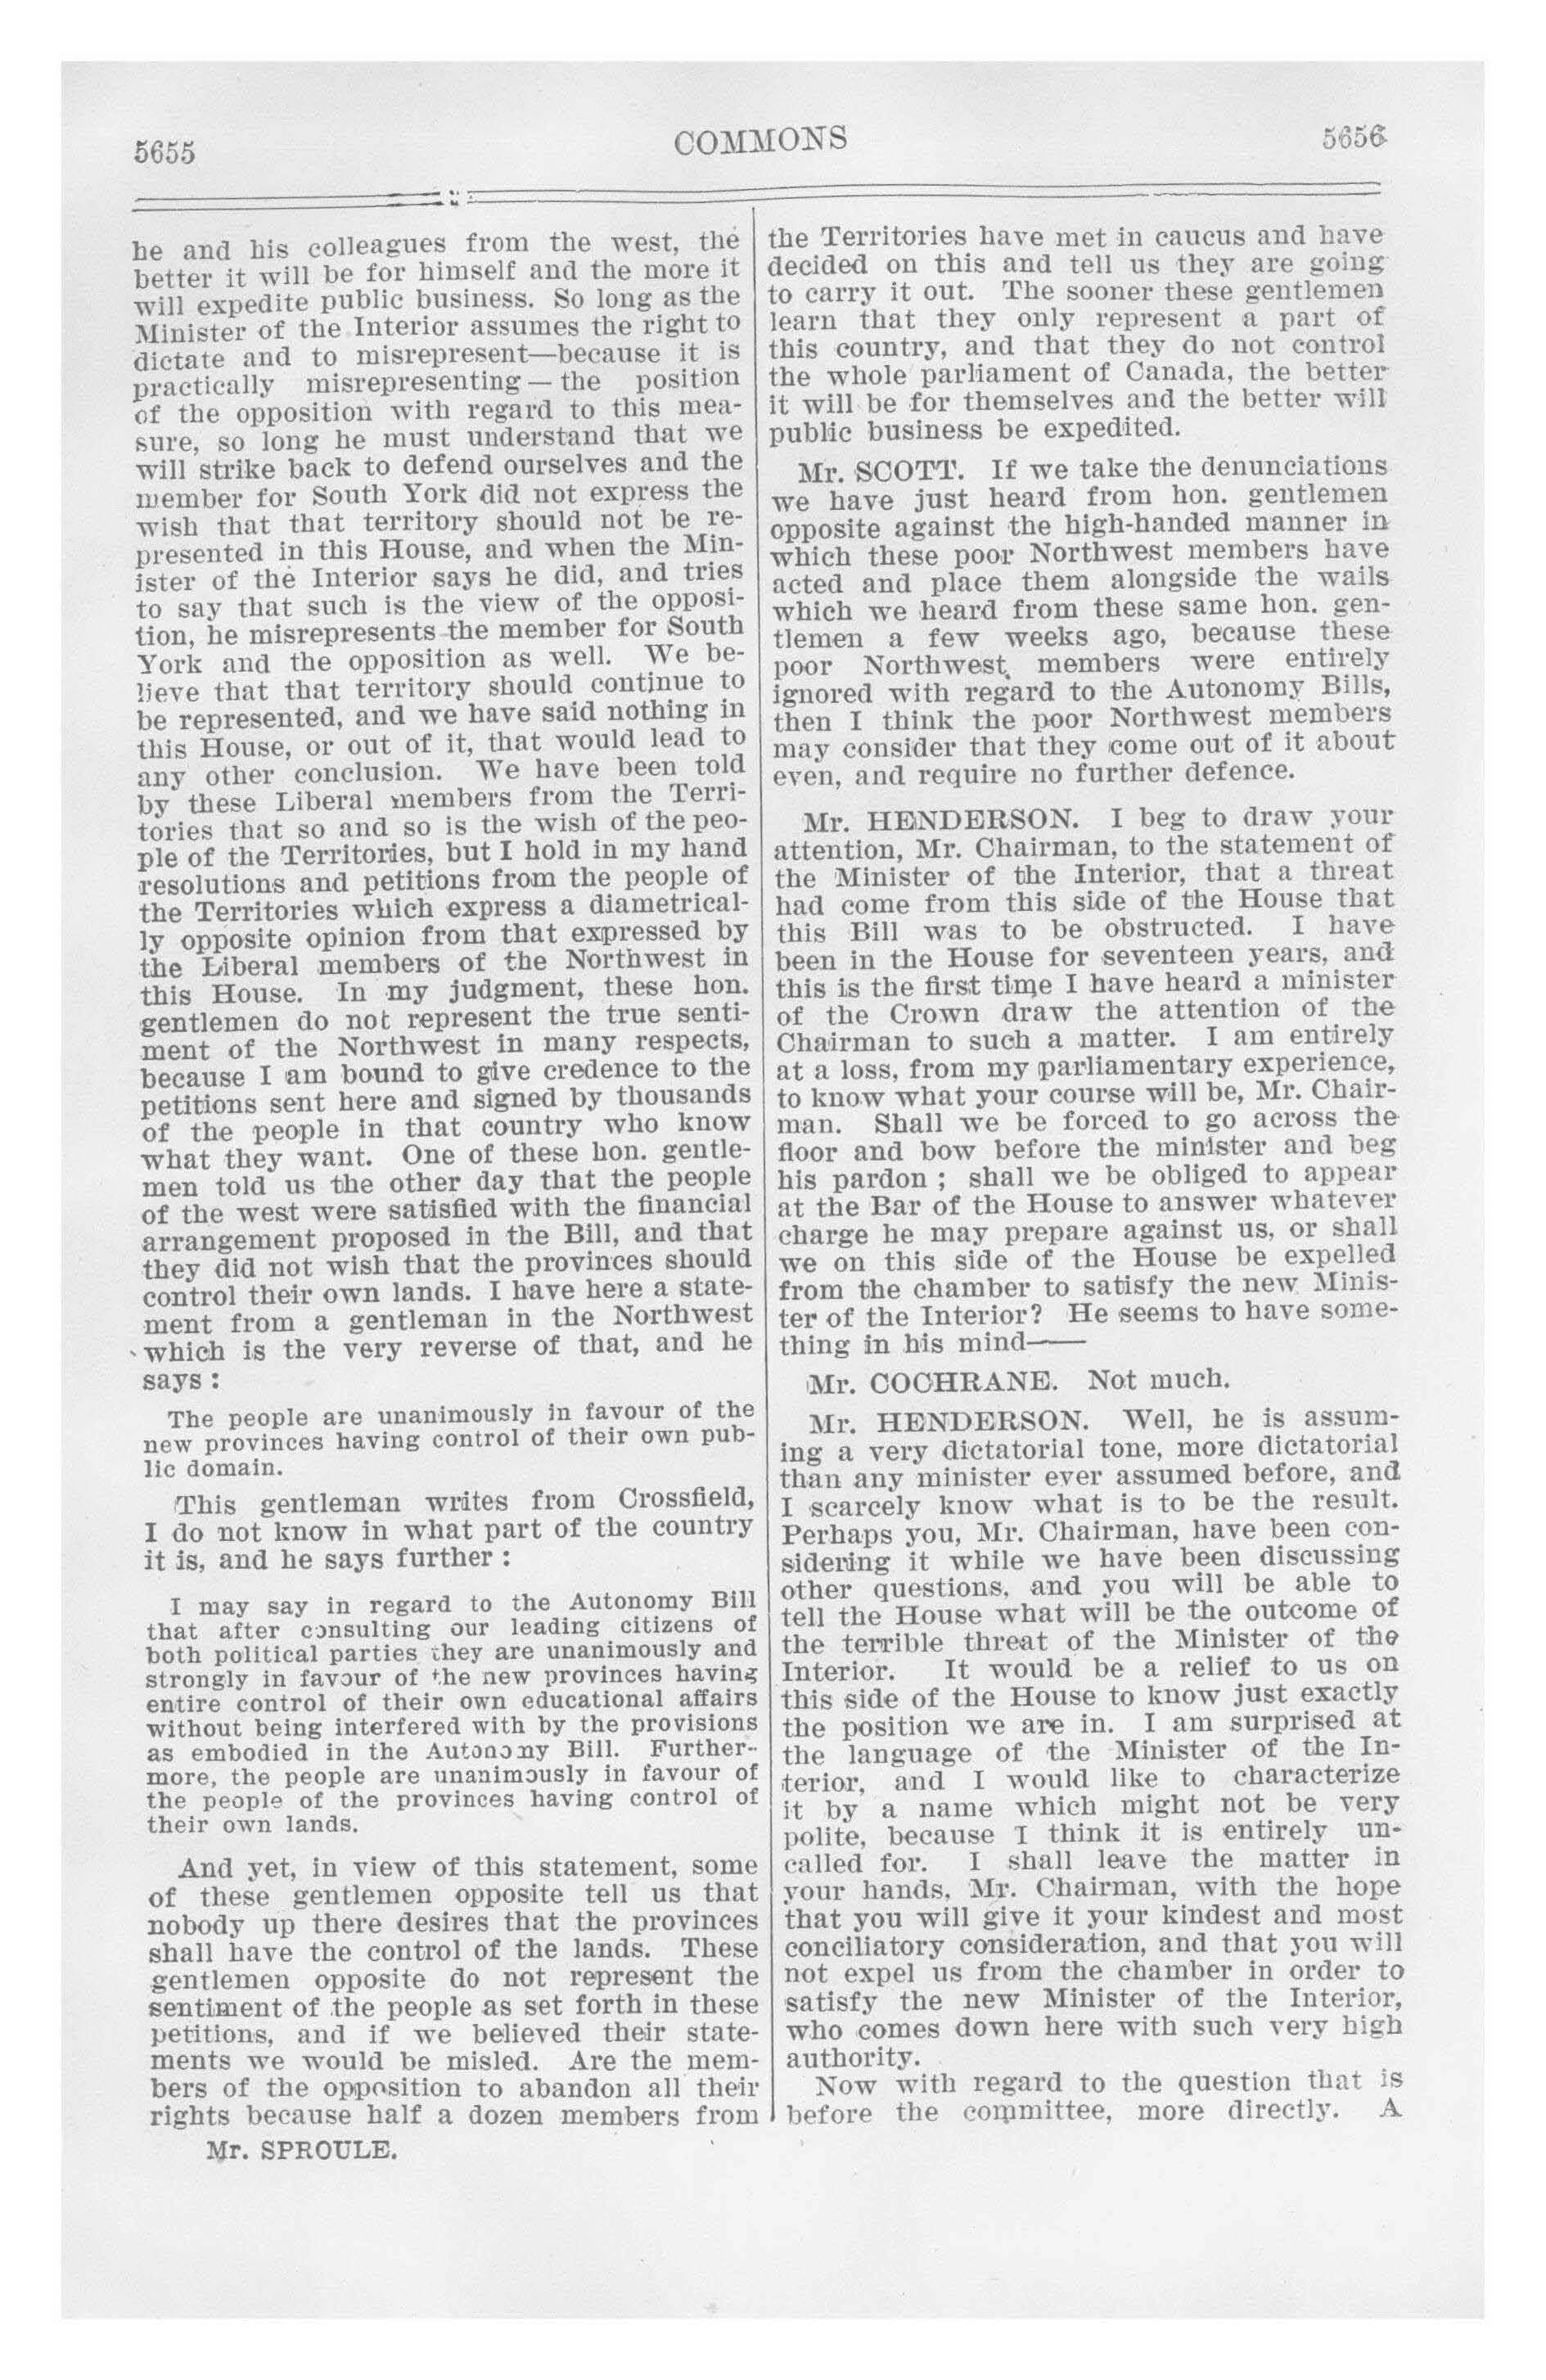 5655
COMMONS
5656
he and his colleagues from the west, the
better it will be for himself and the more it
will expedite public business. So long as the
Minister of the Interior assumes the right to
dictate and to misrepresent—because it is
practically misrepresenting — the position
of the opposition with regard to this mea-
sure, so long he must understand that we
will strike back to defend ourselves and the
member for South York did not express the
wish that that territory should not be re-
presented in this House, and when the Min-
ister of the Interior says he did, and tries
to say that such is the view of the opposi-
tion, he misrepresents the member for South
York and the opposition as well. We be-
lieve that that territory should continue to
be represented, and we have said nothing in
this House, or out of it, that would lead to
any other conclusion. We have been told
by these Liberal members from the Terri-
tories that so and so is the wish of the peo-
ple of the Territories, but I hold in my hand
resolutions and petitions from the people of
the Territories which express a diametrical-
ly opposite opinion from that expressed by
the Liberal members of the Northwest in
this House. In my judgment, these hon.
gentlemen do not represent the true senti-
ment of the Northwest in many respects,
because I am bound to give credence to the
petitions sent here and signed by thousands
of the people in that country who know
what they want. One of these hon. gentle-
men told us the other day that the people
of the west were satisfied with the financial
arrangement proposed in the Bill, and that
they did not wish that the provinces should
control their own lands. I have here a state-
ment from a gentleman in the Northwest
which is the very reverse of that, and he
says :
The people are unanimously in favour of the
new provinces having control of their own pub-
lic domain.
This gentleman writes from Crossfield,
I do not know in what part of the country
it is, and he says further :
I may say in regard to the Autonomy Bill
that after consulting our leading citizens of
both political parties they are unanimously and
strongly in favour of the new provinces having
entire control of their own educational affairs
without being interfered with by the provisions
as embodied in the Autonomy Bill. Further-
more, the people are unanimously in favour of
the people of the provinces having control of
their own lands.
And yet, in view of this statement, some
of these gentlemen opposite tell us that
nobody up there desires that the provinces
shall have the control of the lands. These
gentlemen opposite do not represent the
sentiment of the people as set forth in these
petitions, and if we believed their state-
ments we would be misled. Are the mem-
bers of the opposition to abandon all their
rights because half a dozen members from
Mr. SPROULE.
the Territories have met in caucus and have
decided on this and tell us they are going
to carry it out. The sooner these gentlemen
learn that they only represent a part of
this country, and that they do not control
the whole parliament of Canada, the better
it will be for themselves and the better will
public business be expedited.
Mr. SCOTT. If we take the denunciations
we have just heard from hon. gentlemen
opposite against the high-handed manner in
which these poor Northwest members have
acted and place them alongside the wails
which we heard from these same hon. gen-
tlemen a few weeks ago, because these
poor Northwest members were entirely
ignored with regard to the Autonomy Bills,
then I think the poor Northwest members
may consider that they come out of it about
even, and require no further defence.
Mr. HENDERSON. I beg to draw your
attention, Mr. Chairman, to the statement of
the Minister of the Interior, that a threat
had come from this side of the House that
this Bill was to be obstructed. I have
been in the House for seventeen years, and
this is the first time I have heard a minister
of the Crown draw the attention of the
Chairman to such a matter. I am entirely
at a loss, from my parliamentary experience,
to know what your course will be, Mr. Chair-
man. Shall we be forced to go across the
floor and bow before the minister and beg
his pardon ; shall we be obliged to appear
at the Bar of the House to answer whatever
charge he may prepare against us, or shall
we on this side of the House be expelled
from the chamber to satisfy the new Minis-
ter of the Interior? He seems to have some-
thing in his mind——
Mr. COCHRANE. Not much.
Mr. HENDERSON. Well, he is assum-
ing a very dictatorial tone, more dictatorial
than any minister ever assumed before, and
I scarcely know what is to be the result.
Perhaps you, Mr. Chairman, have been con-
sidering it while we have been discussing
other questions, and you will be able to
tell the House what will be the outcome of
the terrible threat of the Minister of the
Interior. It would be a relief to us on
this side of the House to know just exactly
the position we are in. I am surprised at
the language of the Minister of the In-
terior, and I would like to characterize
it by a name which might not be very
polite, because I think it is entirely un-
called for. I shall leave the matter in
your hands, Mr. Chairman, with the hope
that you will give it your kindest and most
conciliatory consideration, and that you will
not expel us from the chamber in order to
satisfy the new Minister of the Interior,
who comes down here with such very high
authority.
Now with regard to the question that is
before the committee, more directly. A